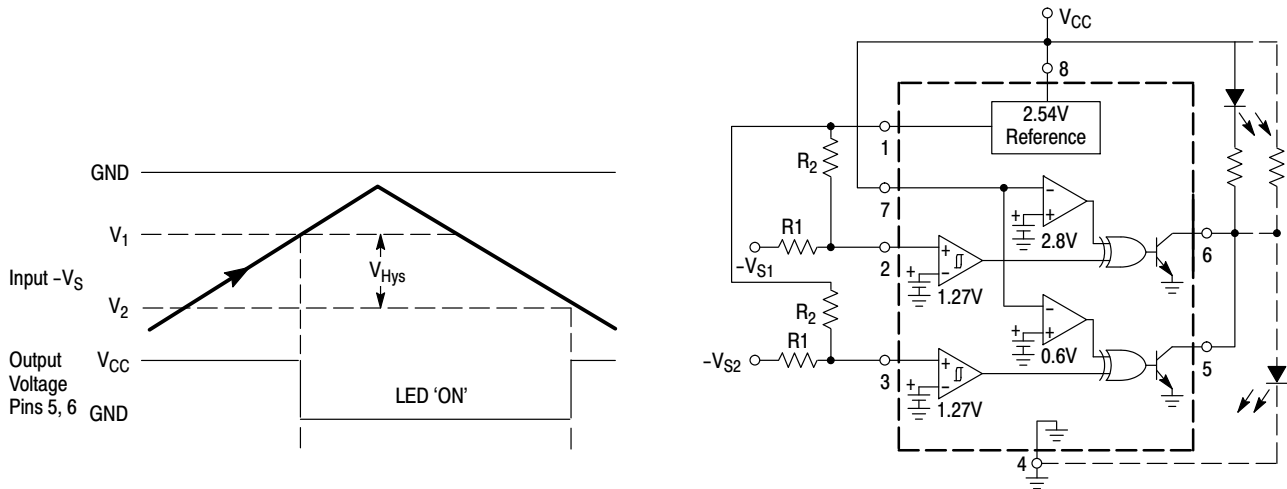 GND
V1
Input –VS
VHys
V2
Output
Voltage
Pins 5, 6
VCC
GND
LED 'ON'
VCC
8
2.54V
Reference
1
R2
7
–
+
+
2.8V
R1
–VS1
2
+
–
+
1.27V
6
R2
–
+
+
0.6V
R1
–VS2
3
+
–
+
1.27V
5
4